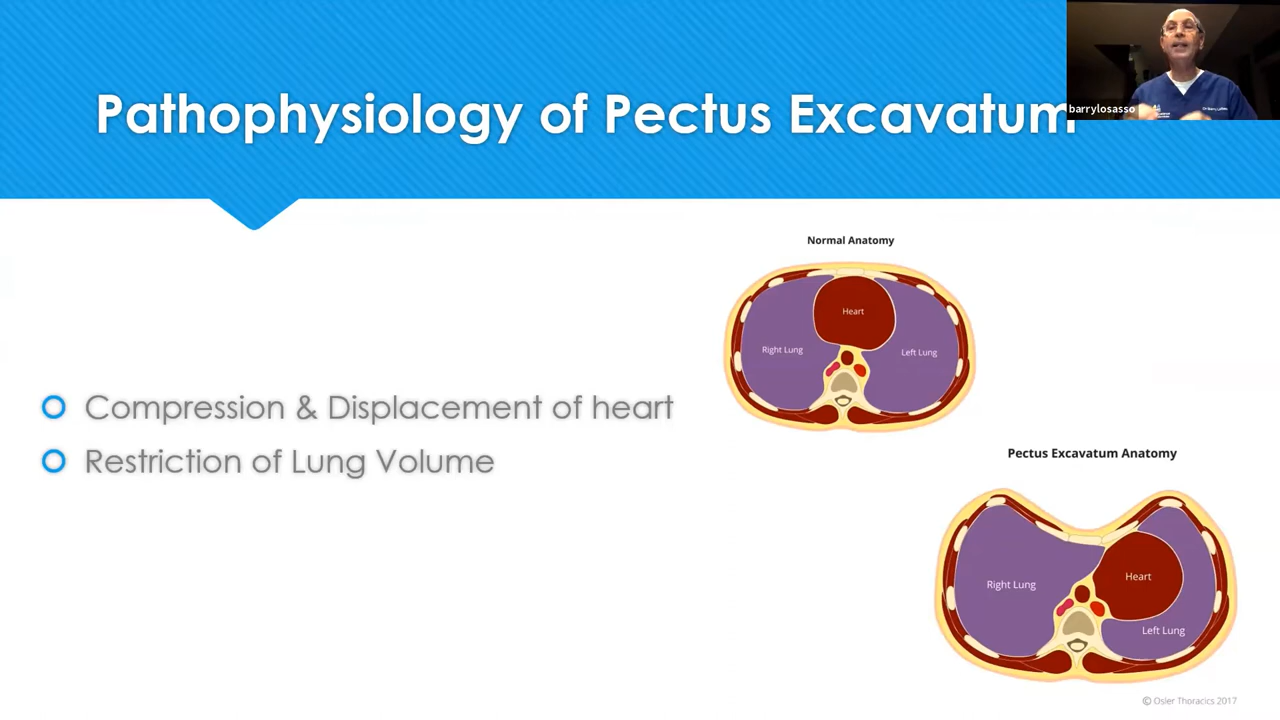 Pathophysiology of Pectus Excavatum
barrylosasso
Normal Anatomy
Heart
Right Lung
Left Lung
Compression & Displacement of heart
Restriction of Lung Volume
Pectus Excavatum Anatomy
Heart
Right Lung
Left Lung
© Osler Thoracics 2017